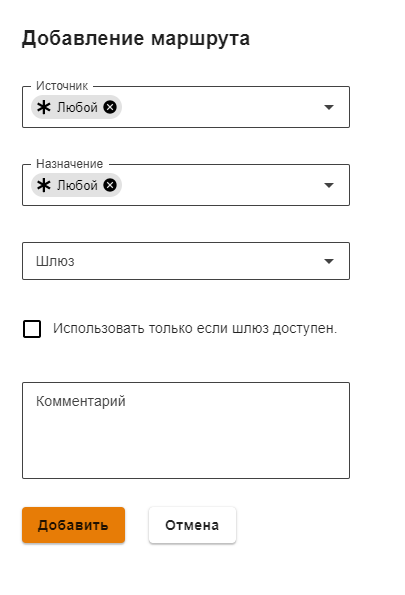 Добавление маршрута
Источник
Любой
Назначение
Любой
Шлюз
Использовать только если шлюз доступен.
Комментарий
Добавить Отмена